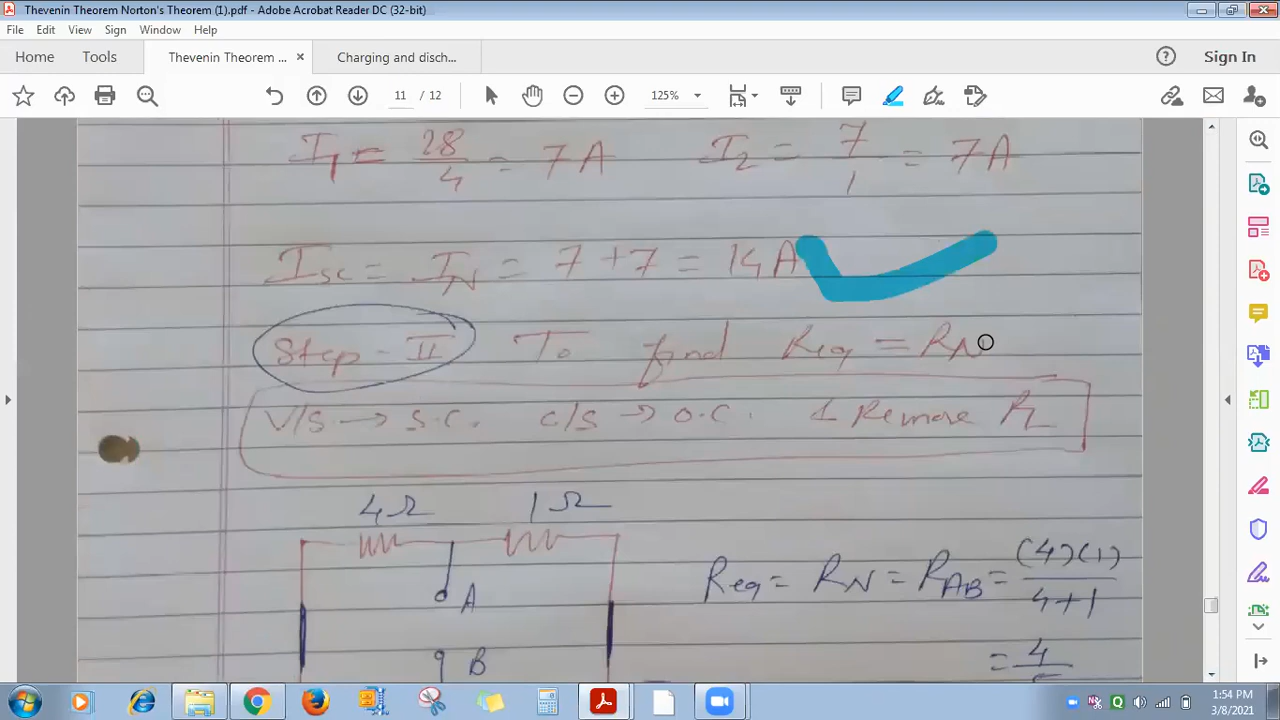 Thevenin Theorem Norton's Theorem (1).pdf - Adobe Acrobat Reader DC (32-bit)
File Edit View Sign Window Help
Home Tools Thevenin Theorem ... × Charging and disch... ? Sign In
11 / 12 125%
I1 = 28/4 = 7A I2 = 7/1 = 7A
Isc = IN = 7+7 = 14A
Step-II To find Req = RN
V/S → S.C. C/S → O.C. & Remove RL
4Ω 1Ω
Req = RN = RAB = (4)(1)/4+1
A
= 4/5
B
1:54 PM
3/8/2021